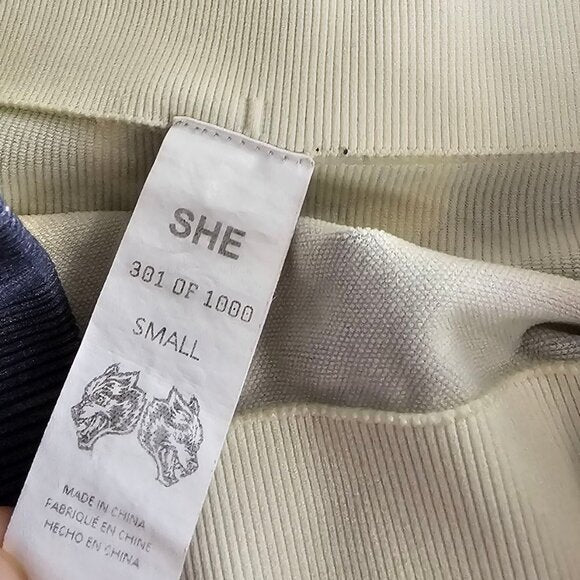 SHE
301 OF 1000
SMALL
MADE IN CHINA
FABRIQUÉ EN CHINE
HECHO EN CHINA